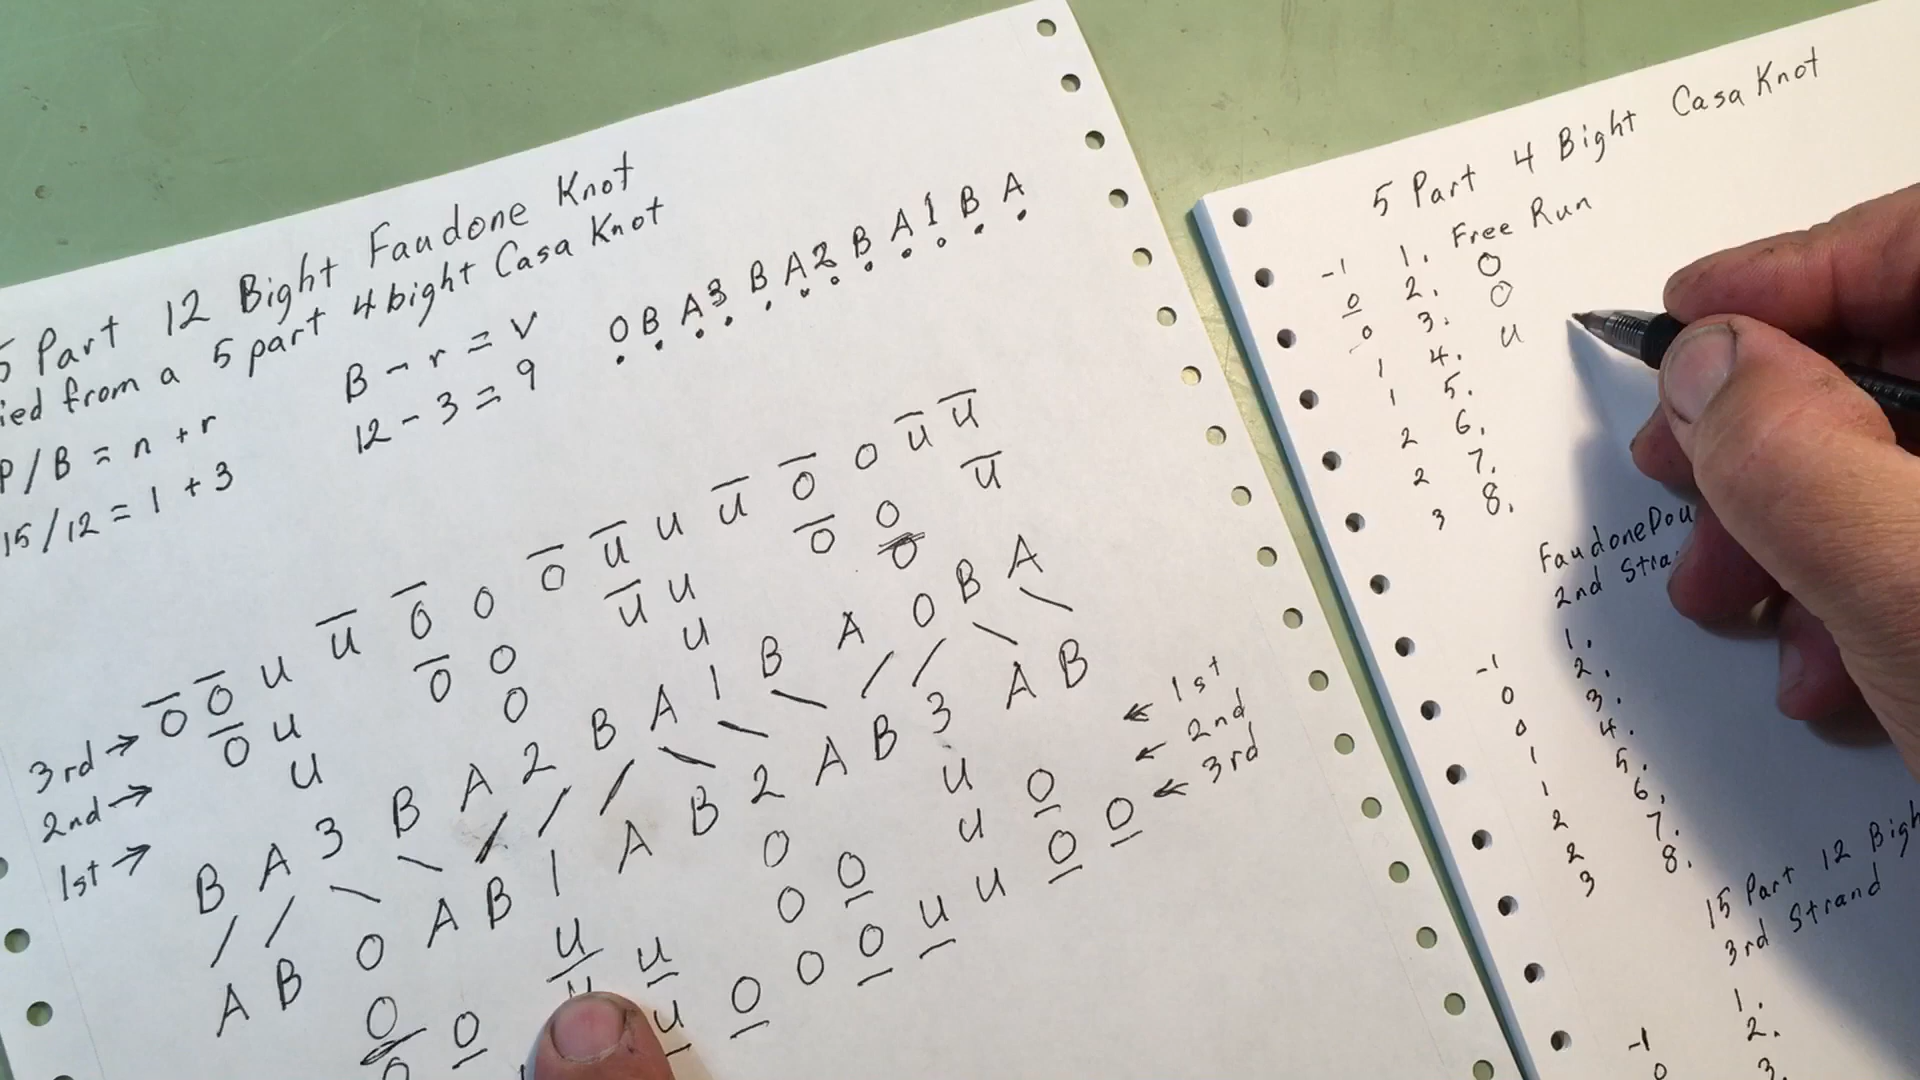 5 Part 12 Bight Faudone Knot
ied from a 5 part 4 bight Casa Knot
P/B = n + r
B - r = V
15/12 = 1 + 3
12 - 3 = 9
O B A 3 B A 2 B A 1 B A
3rd → O O u u O O O u u u O O u u
2nd → O u O O u u O O u
1st → u O u O
B A 3 B A 2 B A 1 B A O B A
/ / \ \ / / / \ \ \ / / \ \
A B O A B 1 A B 2 A B 3 A B
O u O u ← 1st
O u O O u O ← 2nd
u O O O u u O O ← 3rd
5 Part 4 Bight Casa Knot
-1 1. Free Run
0 2. O
0 3. O
1 4. u
1 5.
2 6.
2 7.
3 8.
Faudone Dou
2nd Stra
1.
-1 2.
0 3.
0 4.
1 5.
1 6.
2 7.
2 8.
3
15 Part 12 Bigh
3rd Strand
1.
-1 2.
0 3.